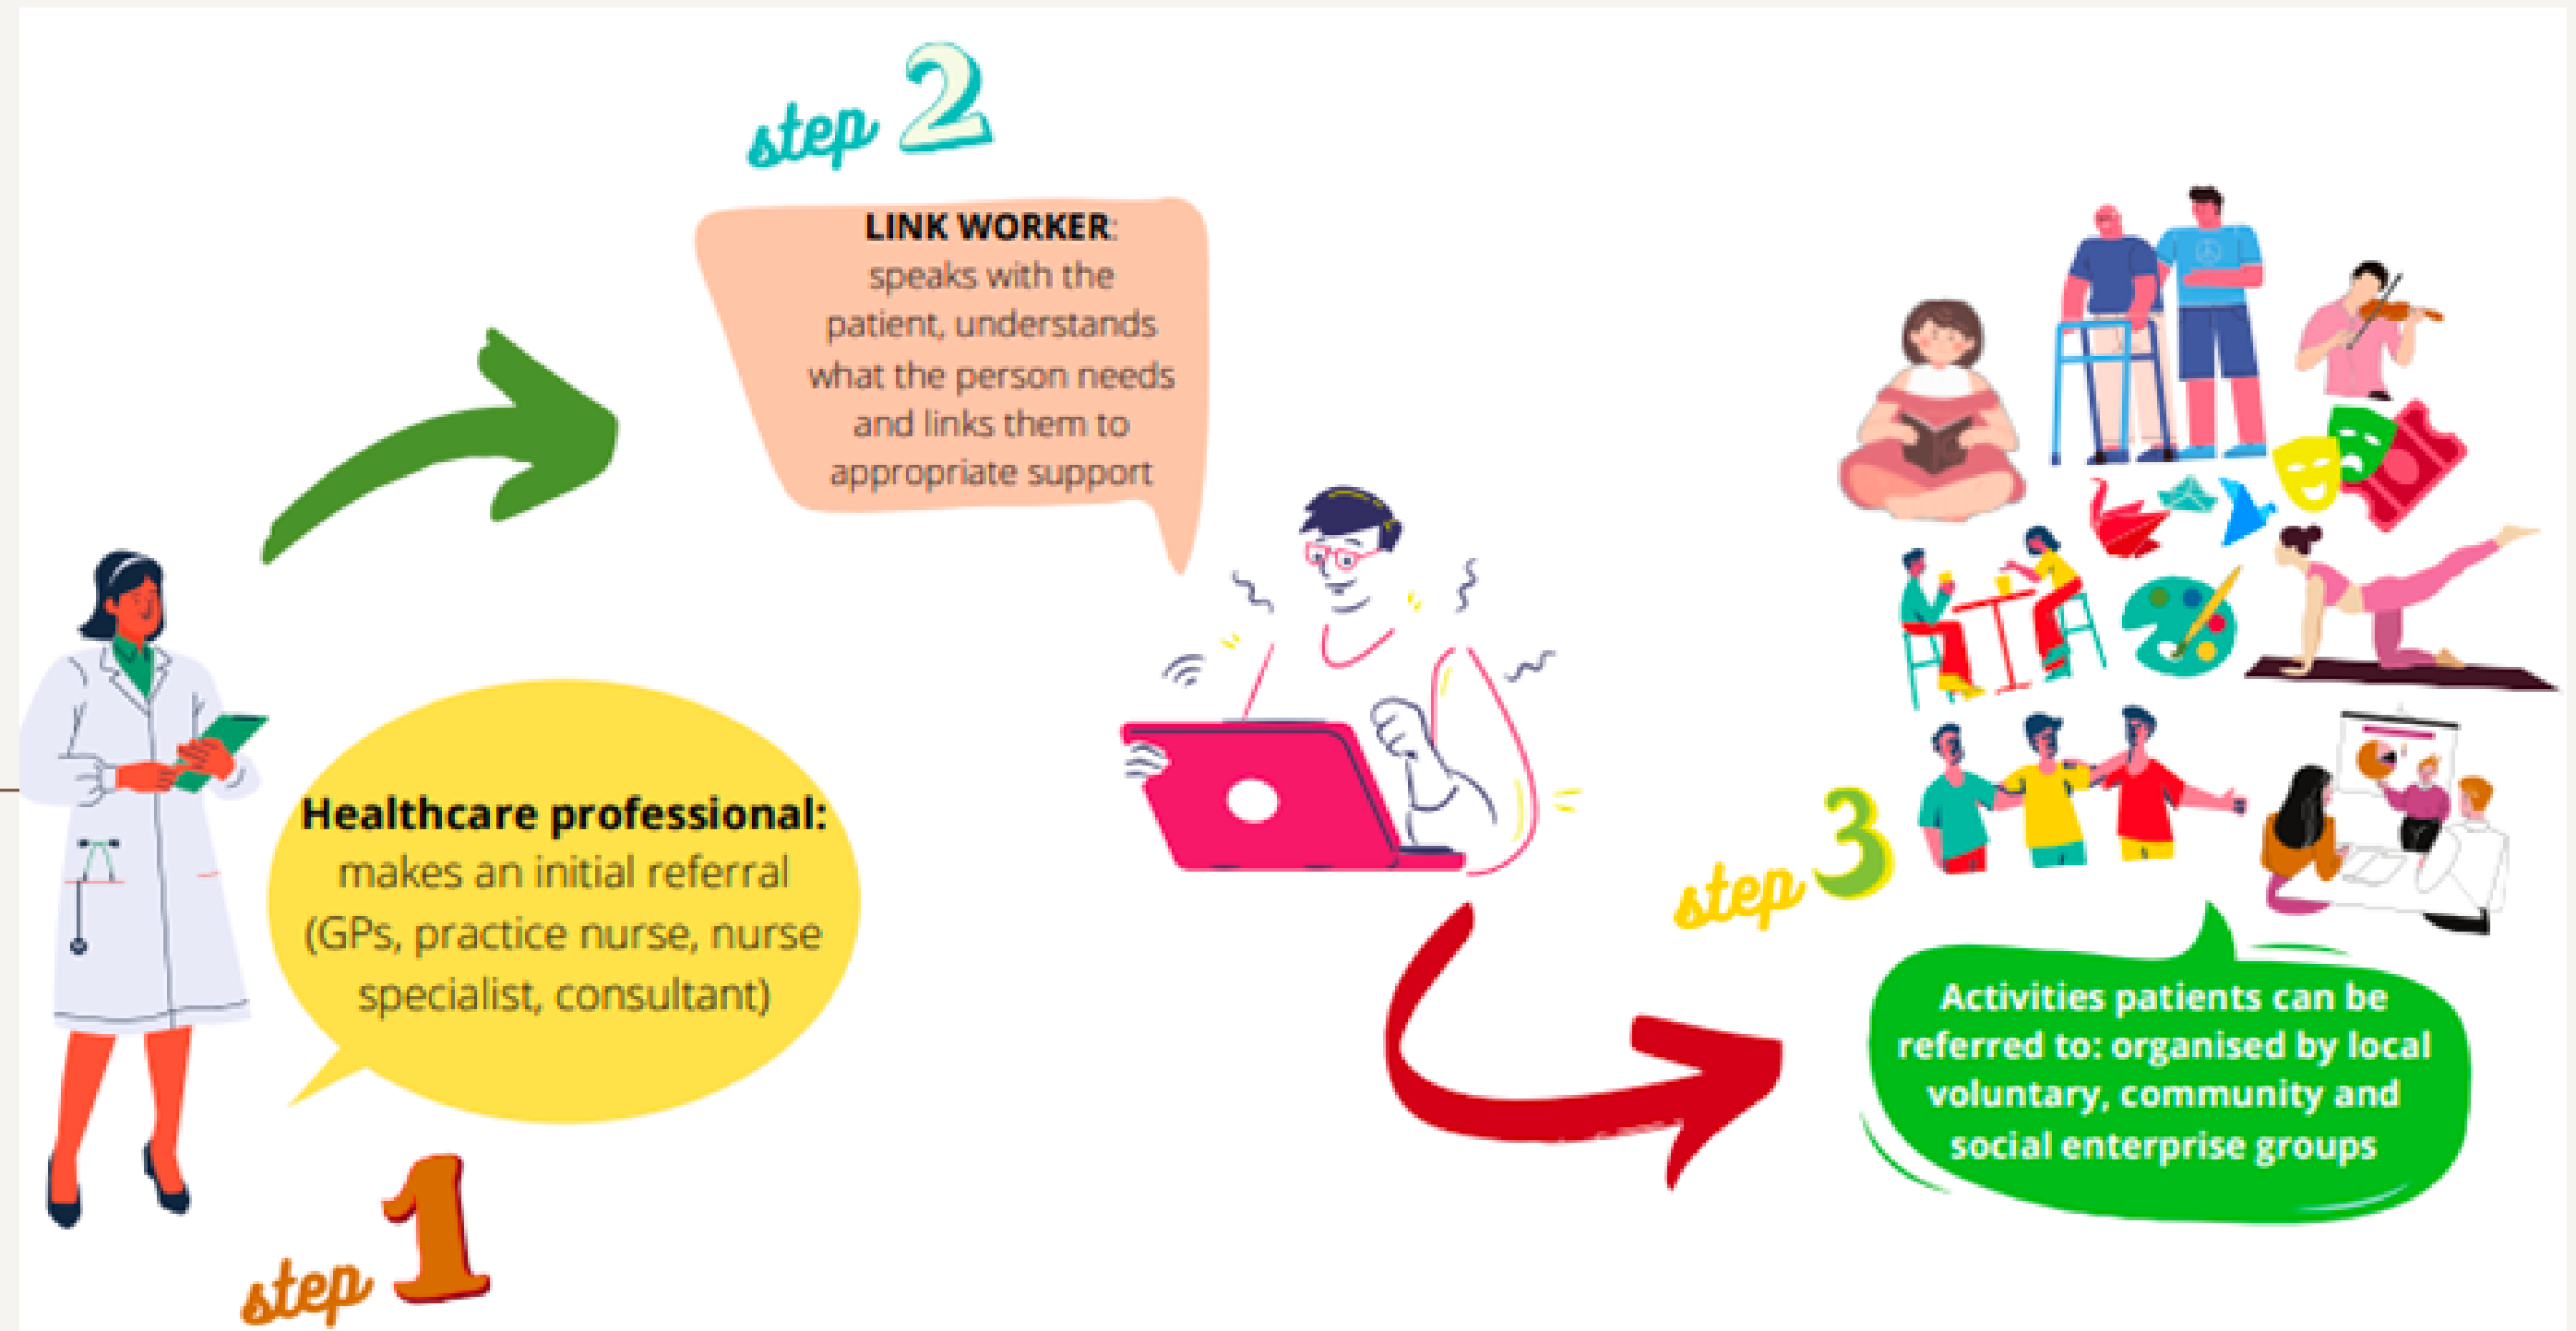 step 1
Healthcare professional:
makes an initial referral
(GPs, practice nurse, nurse
specialist, consultant)
step 2
LINK WORKER:
speaks with the
patient, understands
what the person needs
and links them to
appropriate support
step 3
Activities patients can be
referred to: organised by local
voluntary, community and
social enterprise groups